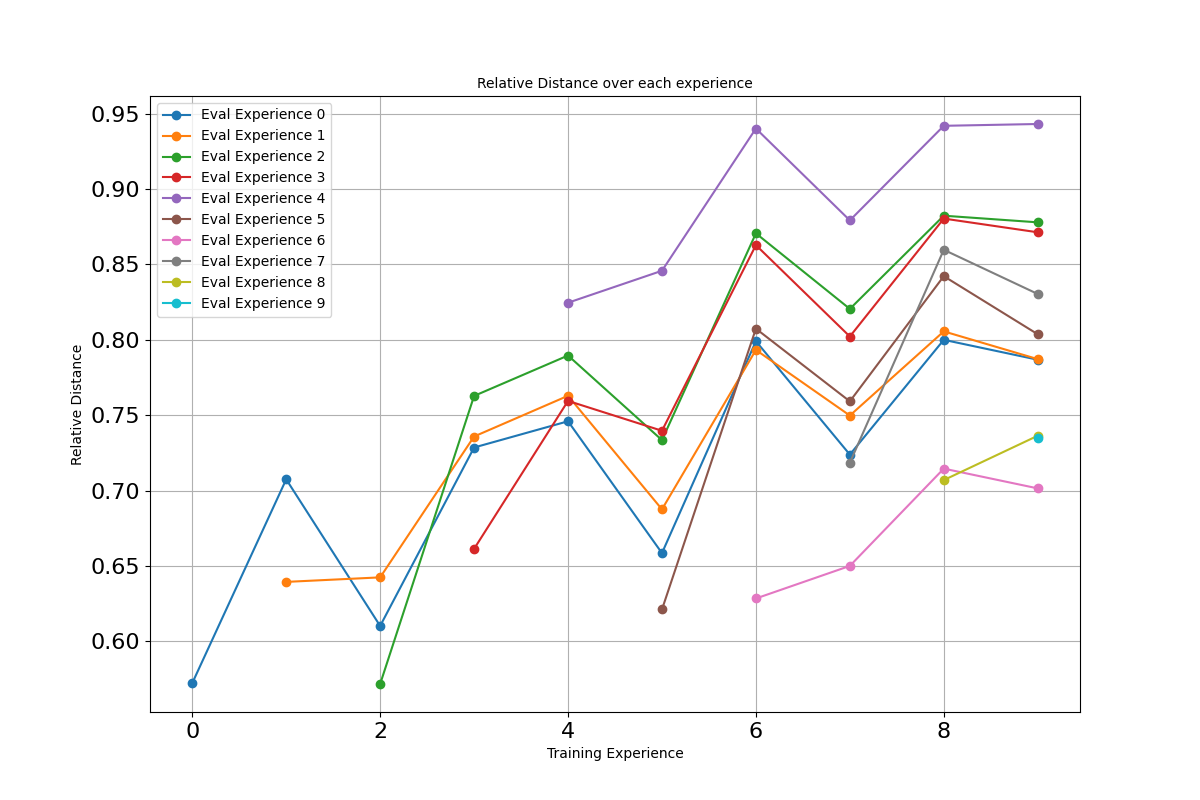 Relative Distance over each experience
0.95
0.90
0.85
0.80
0.75
0.70
0.65
0.60
Relative Distance
Eval Experience 0
Eval Experience 1
Eval Experience 2
Eval Experience 3
Eval Experience 4
Eval Experience 5
Eval Experience 6
Eval Experience 7
Eval Experience 8
Eval Experience 9
0 2 4 6 8
Training Experience